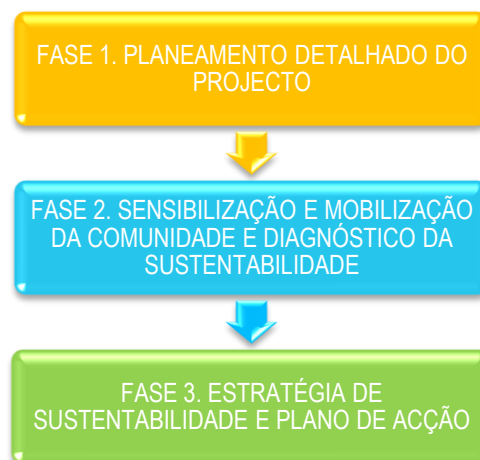 FASE 1. PLANEAMENTO DETALHADO DO
PROJECTO
FASE 2. SENSIBILIZAÇÃO E MOBILIZAÇÃO
DA COMUNIDADE E DIAGNÓSTICO DA
SUSTENTABILIDADE
FASE 3. ESTRATÉGIA DE
SUSTENTABILIDADE E PLANO DE ACÇÃO